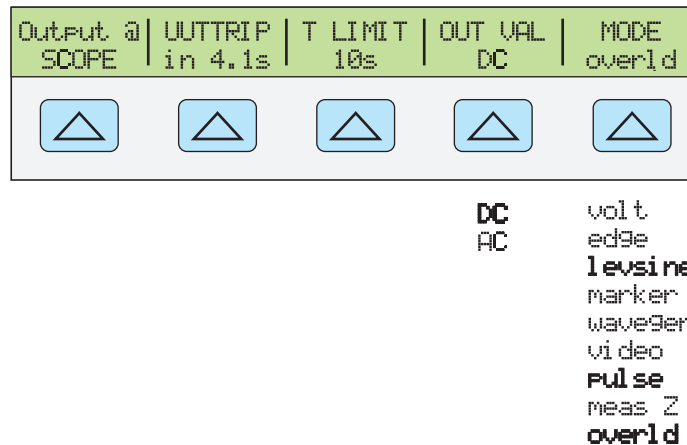 Output @ UUTTRIP T LIMIT OUT VAL MODE
SCOPE in 4.1s 10s DC overld
DC volt
AC edge
levsine
marker
wavegen
video
pulse
meas Z
overld